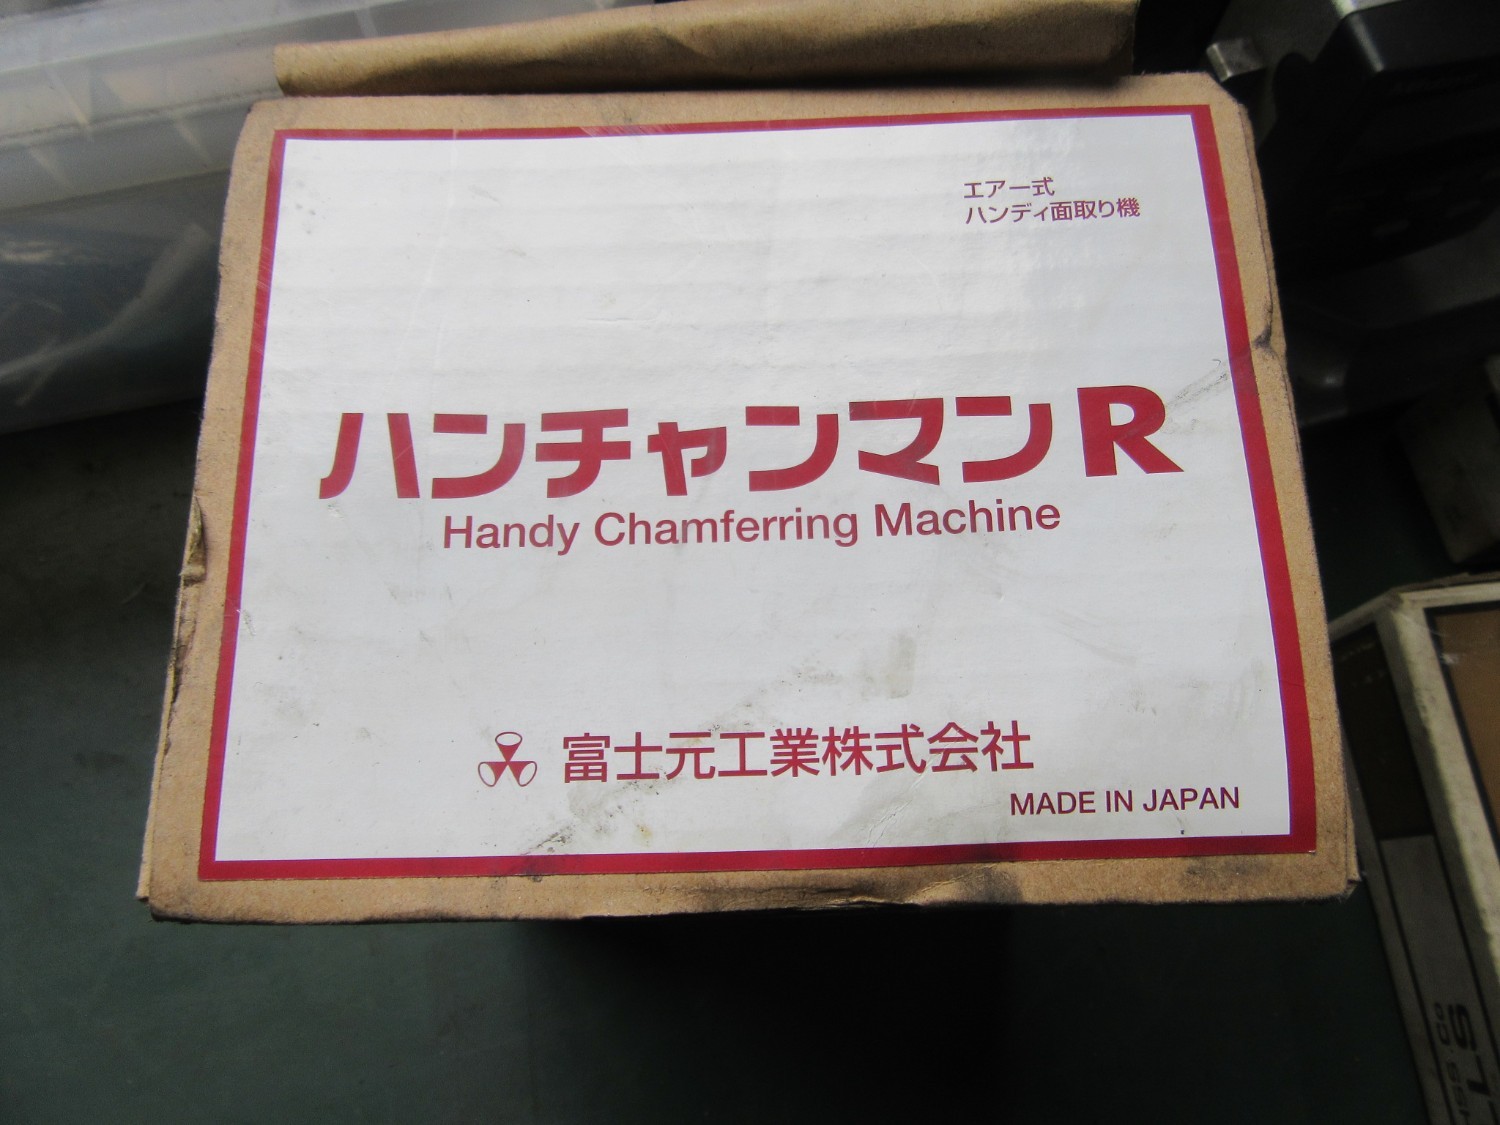 エアー式
ハンディ面取り機
ハンチャンマンR
Handy Chamferring Machine
富士元工業株式会社
MADE IN JAPAN